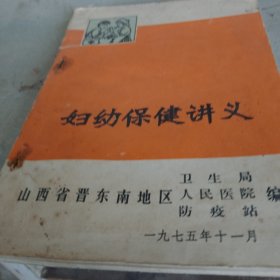 妇幼保健讲义
卫生局
山西省晋东南地区人民医院编
防疫站
一九七五年十一月